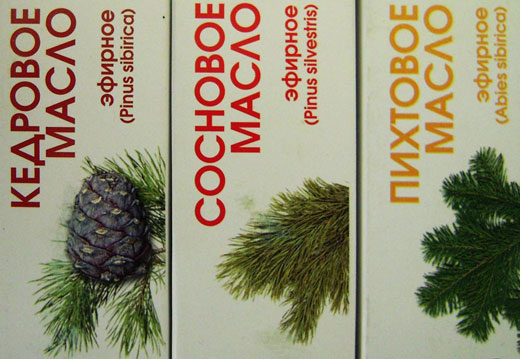 КЕДРОВОЕ
МАСЛО
эфирное
(Pinus sibirica)
СОСНОВОЕ
МАСЛО
эфирное
(Pinus silvestris)
ПИХТОВОЕ
МАСЛО
эфирное
(Abies sibirica)